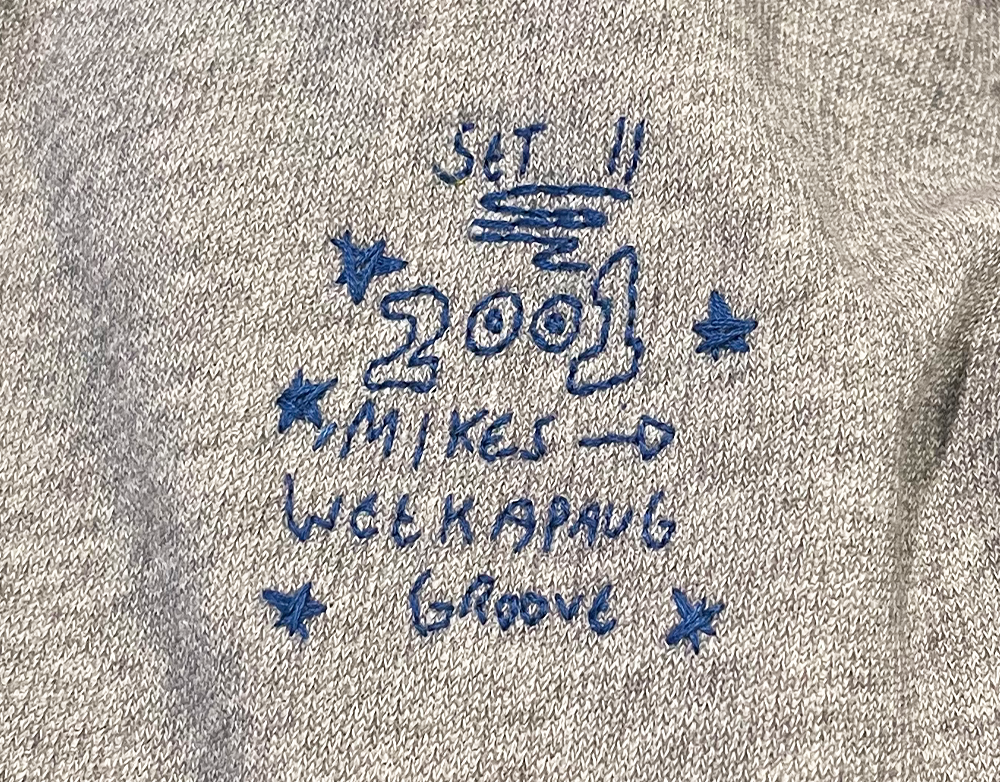 SET II
2001
MIKES →
WEEKAPAUG
GROOVE